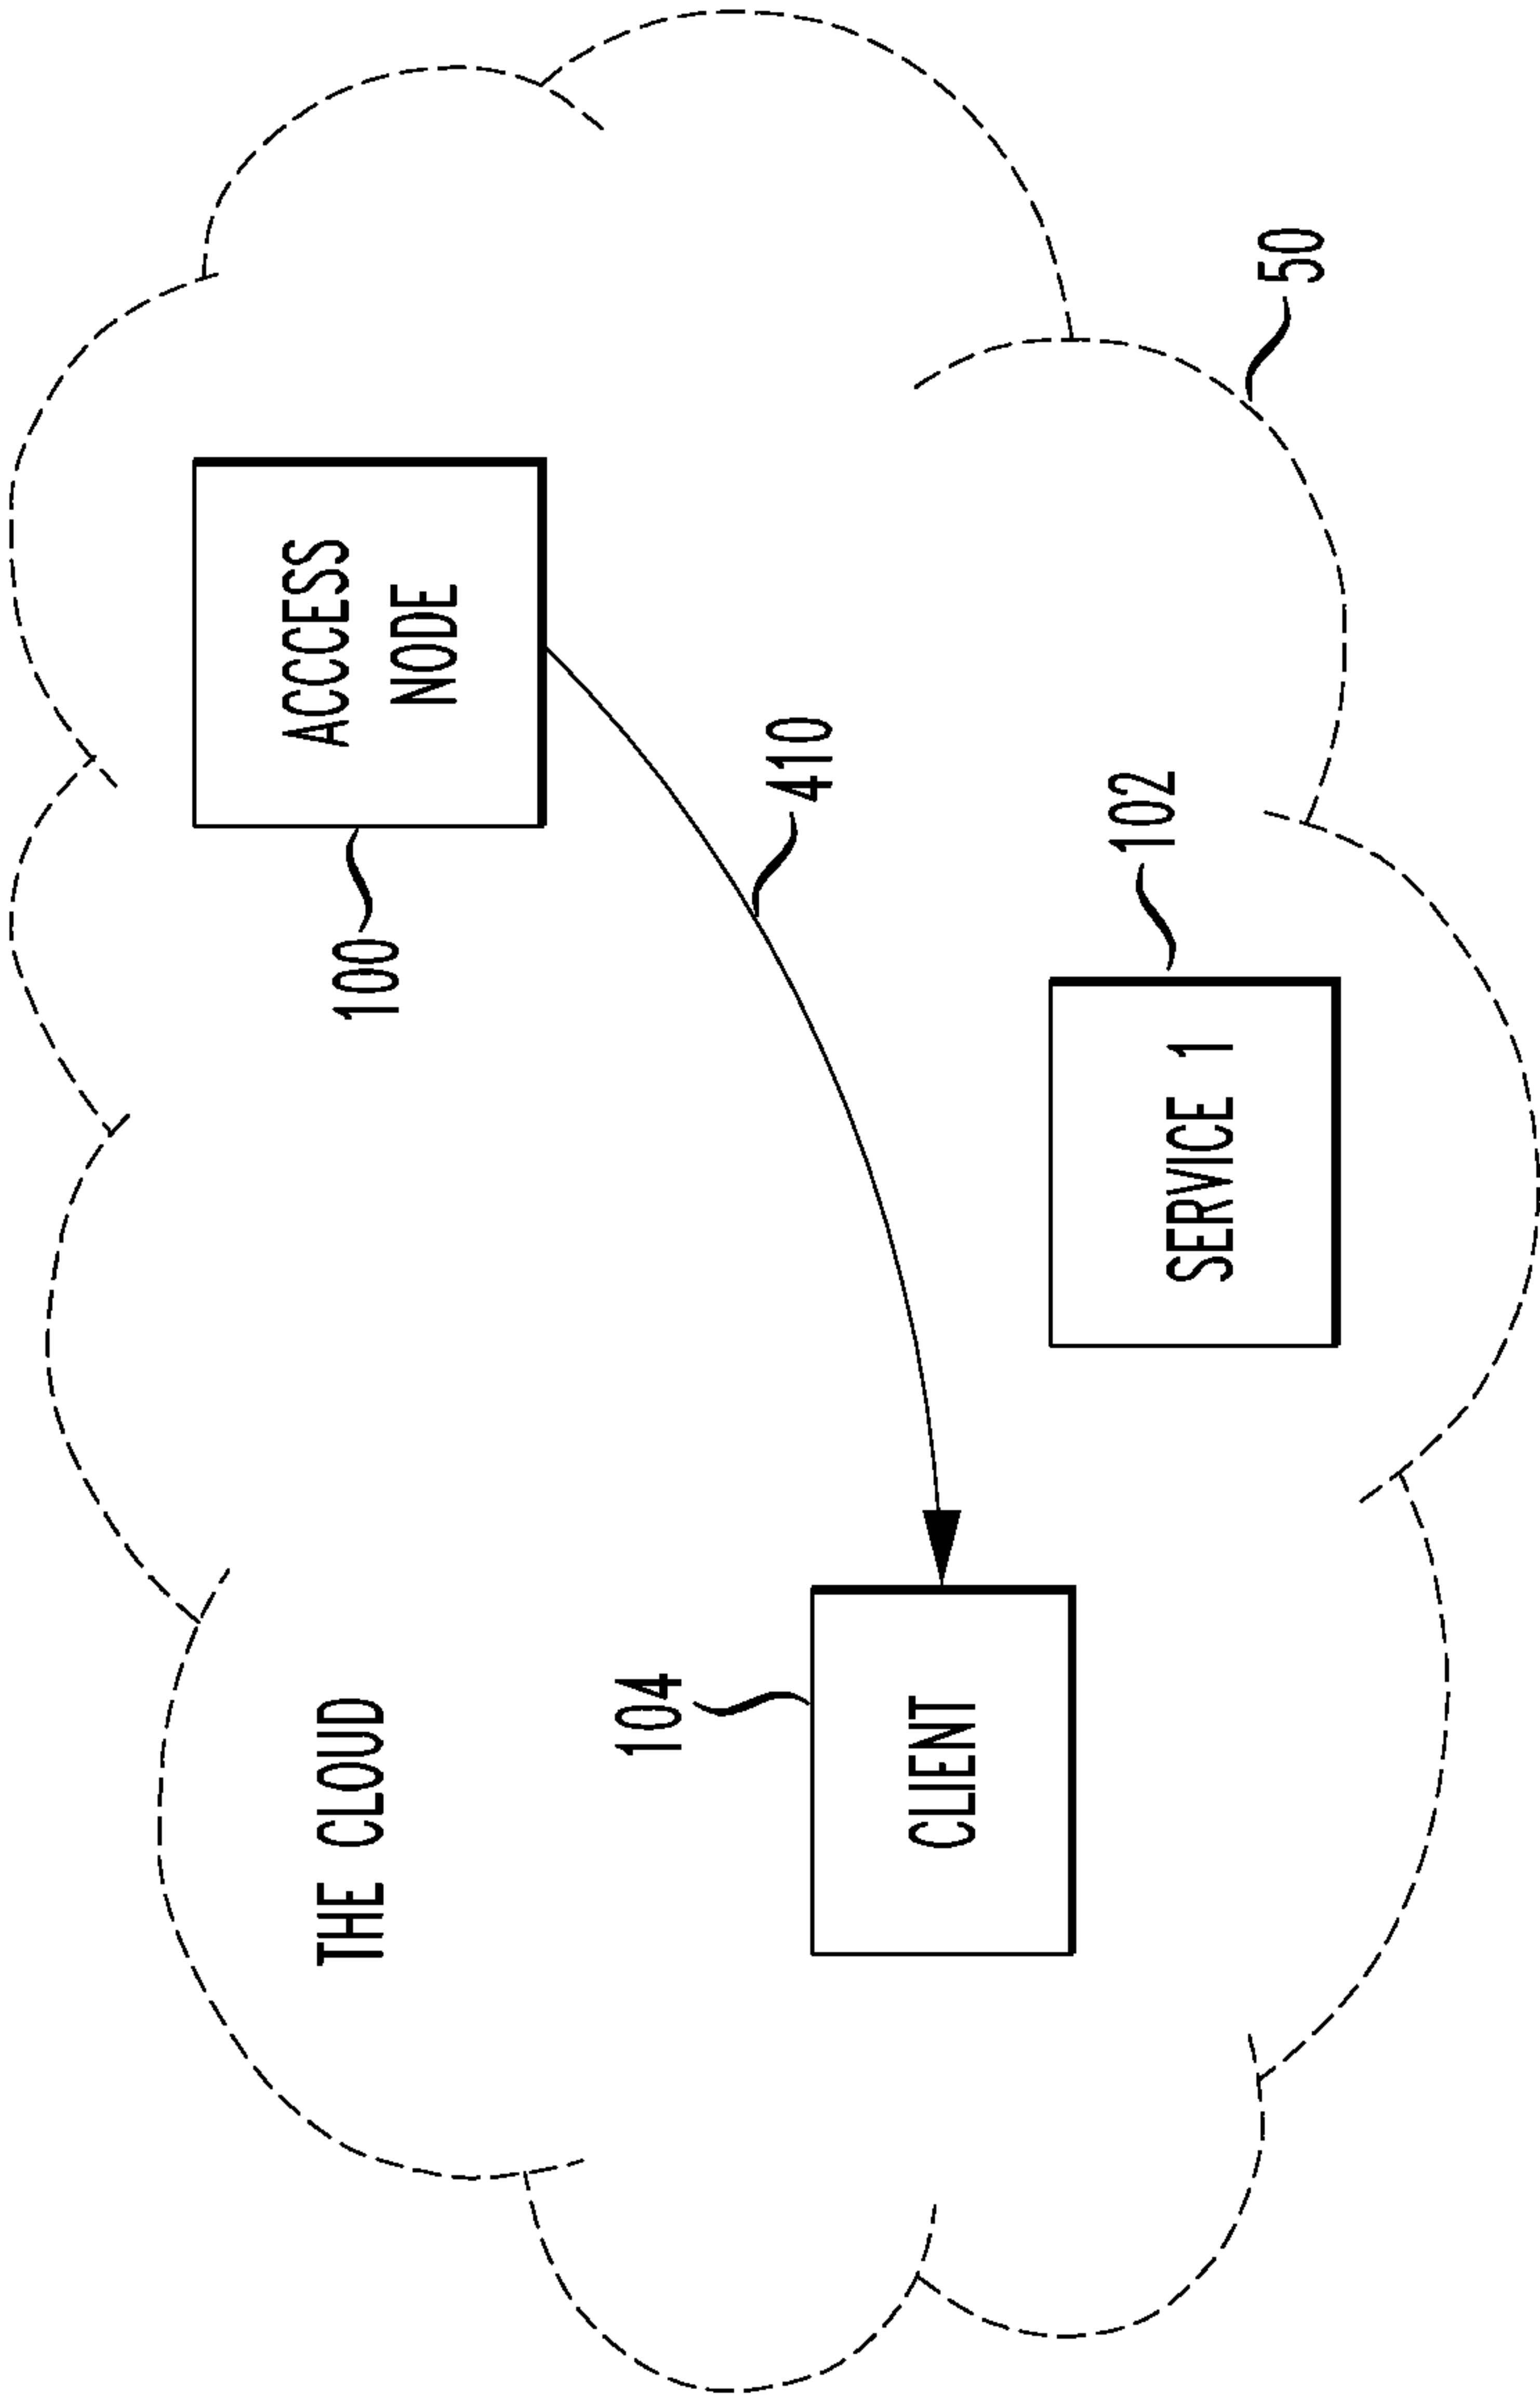 THE CLOUD
ACCCESS
NODE
100
104
410
CLIENT
102
SERVICE 1
50